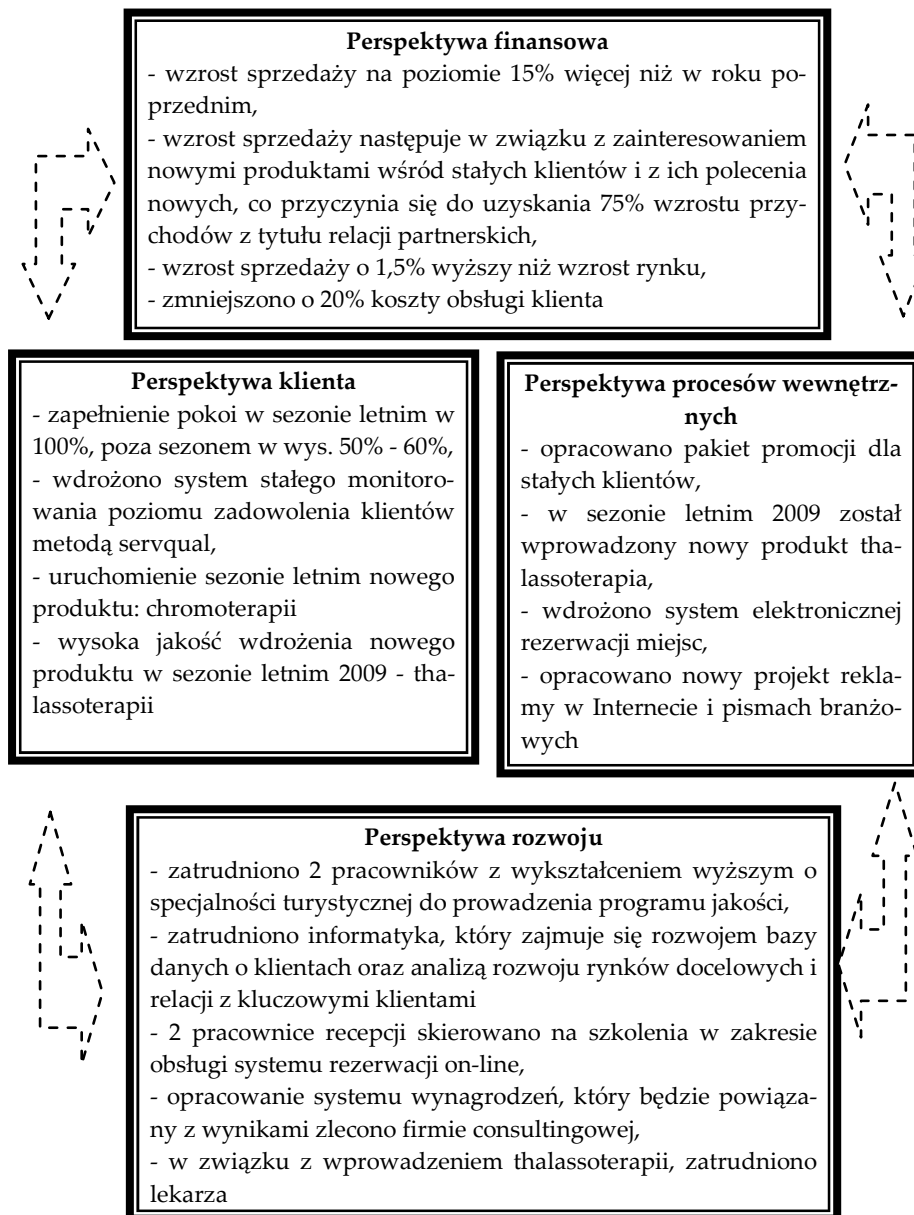 Perspektywa finansowa
- wzrost sprzedaży na poziomie 15% więcej niż w roku po-
przednim,
- wzrost sprzedaży następuje w związku z zainteresowaniem
nowymi produktami wśród stałych klientów i z ich polecenia
nowych, co przyczynia się do uzyskania 75% wzrostu przy-
chodów z tytułu relacji partnerskich,
- wzrost sprzedaży o 1,5% wyższy niż wzrost rynku,
- zmniejszono o 20% koszty obsługi klienta
Perspektywa klienta
- zapełnienie pokoi w sezonie letnim w
100%, poza sezonem w wys. 50% - 60%,
- wdrożono system stałego monitoro-
wania poziomu zadowolenia klientów
metodą servqual,
- uruchomienie sezonie letnim nowego
produktu: chromoterapii
- wysoka jakość wdrożenia nowego
produktu w sezonie letnim 2009 - tha-
lassoterapii
Perspektywa procesów wewnętrz-
nych
- opracowano pakiet promocji dla
stałych klientów,
- w sezonie letnim 2009 został
wprowadzony nowy produkt tha-
lassoterapia,
- wdrożono system elektronicznej
rezerwacji miejsc,
- opracowano nowy projekt rekla-
my w Internecie i pismach branżo-
wych
Perspektywa rozwoju
- zatrudniono 2 pracowników z wykształceniem wyższym o
specjalności turystycznej do prowadzenia programu jakości,
- zatrudniono informatyka, który zajmuje się rozwojem bazy
danych o klientach oraz analizą rozwoju rynków docelowych i
relacji z kluczowymi klientami
- 2 pracownice recepcji skierowano na szkolenia w zakresie
obsługi systemu rezerwacji on-line,
- opracowanie systemu wynagrodzeń, który będzie powiąza-
ny z wynikami zlecono firmie consultingowej,
- w związku z wprowadzeniem thalassoterapii, zatrudniono
lekarza